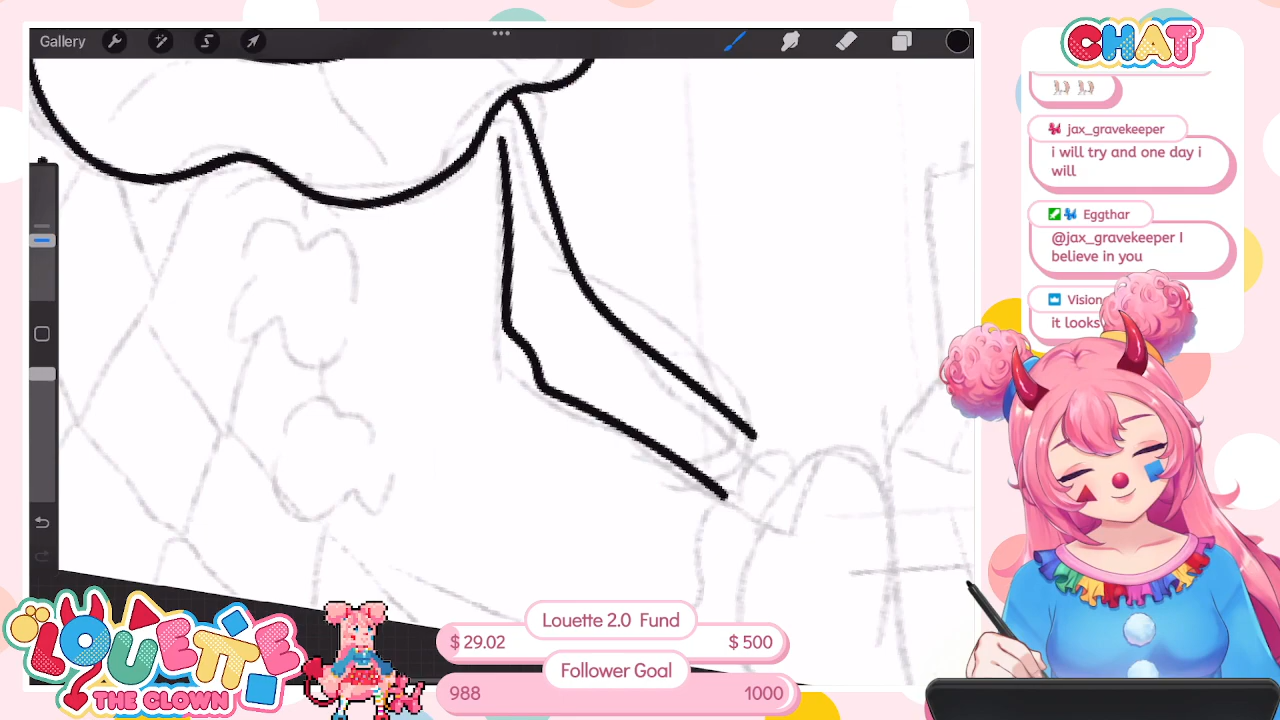 Gallery
CHAT
jax_gravekeeper
i will try and one day i
will
Eggthar
@jax_gravekeeper I
believe in you
Vision
it looks
LOUETTE
THE CLOWN
Louette 2.0 Fund
$ 29.02
$ 500
Follower Goal
988
1000